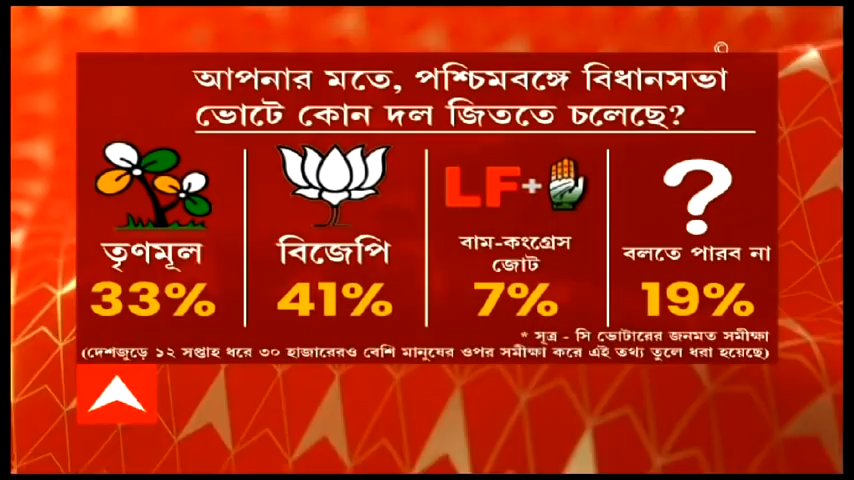 ©
আপনার মতে, পশ্চিমবঙ্গে বিধানসভা
ভোটে কোন দল জিততে চলেছে?
তৃণমূল
33%
বিজেপি
41%
LF+
বাম-কংগ্রেস
জোট
7%
?
বলতে পারব না
19%
* সূত্র - সি ভোটারের জনমত সমীক্ষা
(দেশজুড়ে ১২ সপ্তাহ ধরে ৩০ হাজারেরও বেশি মানুষের ওপর সমীক্ষা করে এই তথ্য তুলে ধরা হয়েছে)